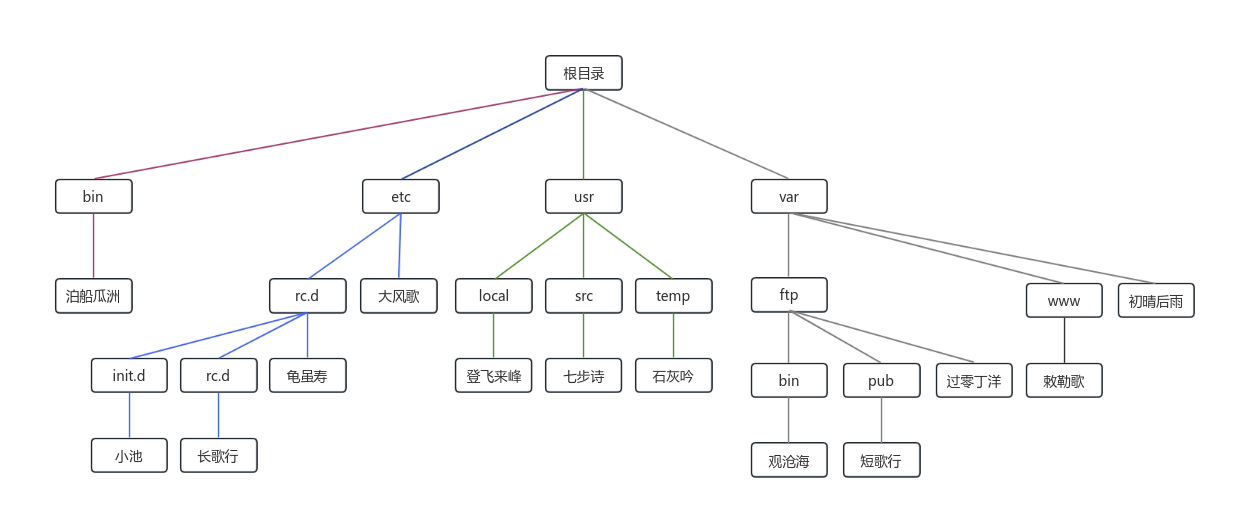 根目录
bin
etc
usr
var
泊船瓜洲
rc.d
大风歌
local
src
temp
ftp
www
初晴后雨
init.d
rc.d
龟虽寿
登飞来峰
七步诗
石灰吟
bin
pub
过零丁洋
敕勒歌
小池
长歌行
观沧海
短歌行